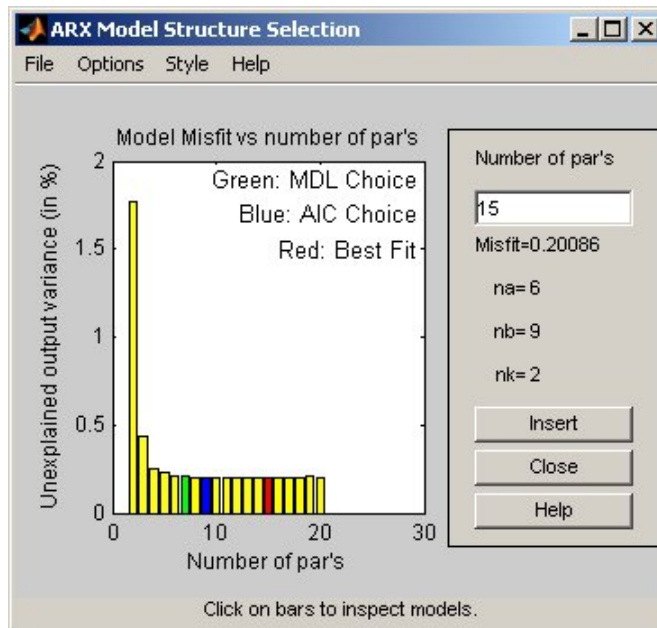 ARX Model Structure Selection
File Options Style Help
Model Misfit vs number of par's
Unexplained output variance (in %)
2
1.5
1
0.5
0
Green: MDL Choice
Blue: AIC Choice
Red: Best Fit
0 10 20 30
Number of par's
Number of par's
15
Misfit=0.20086
na= 6
nb= 9
nk= 2
Insert
Close
Help
Click on bars to inspect models.